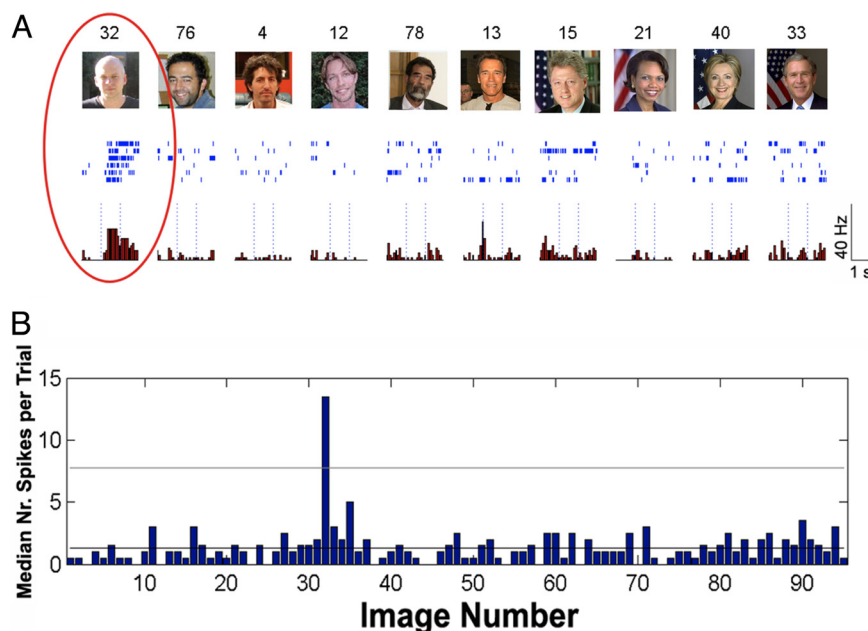 A
32 76 4 12 78 13 15 21 40 33
40 Hz
1 s
B
Median Nr. Spikes per Trial
15
10
5
0
10 20 30 40 50 60 70 80 90
Image Number